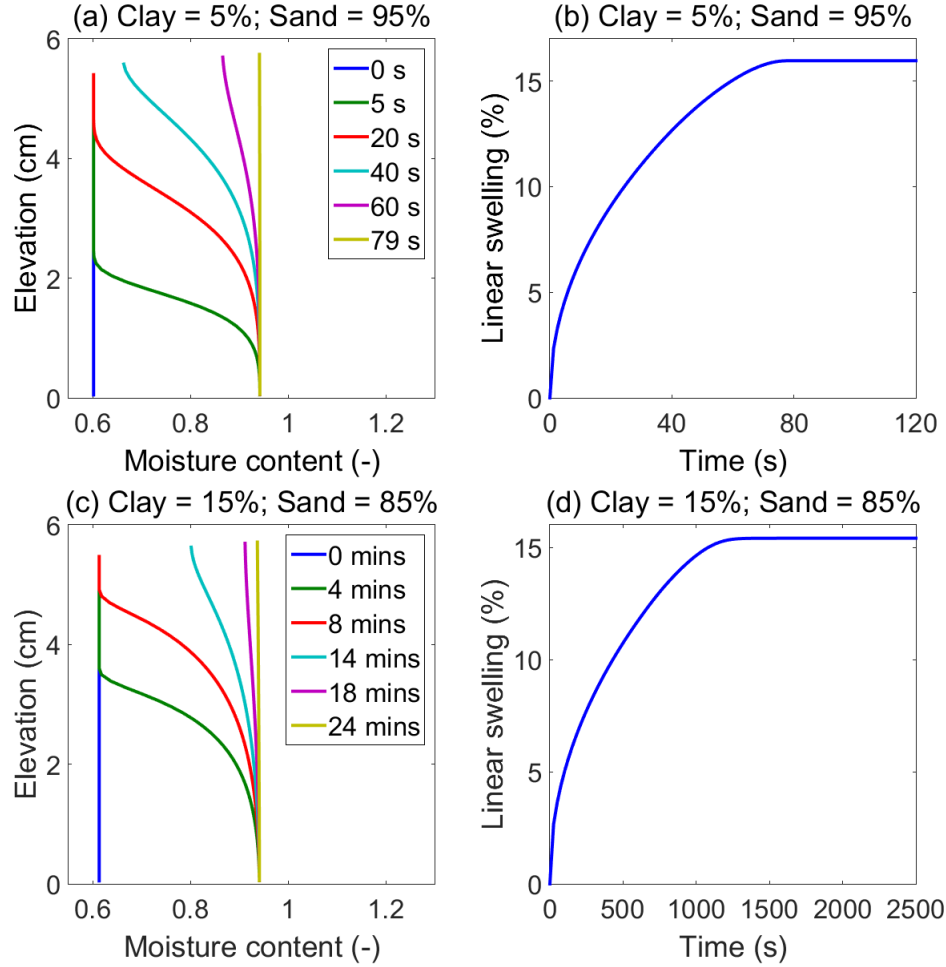 (a) Clay = 5%; Sand = 95%
6
4
2
0
Elevation (cm)
0 s
5 s
20 s
40 s
60 s
79 s
0.6 0.8 1 1.2
Moisture content (-)
(b) Clay = 5%; Sand = 95%
15
10
5
0
Linear swelling (%)
0 40 80 120
Time (s)
(c) Clay = 15%; Sand = 85%
6
4
2
0
Elevation (cm)
0 mins
4 mins
8 mins
14 mins
18 mins
24 mins
0.6 0.8 1 1.2
Moisture content (-)
(d) Clay = 15%; Sand = 85%
15
10
5
0
Linear swelling (%)
0 500 1000 1500 2000 2500
Time (s)